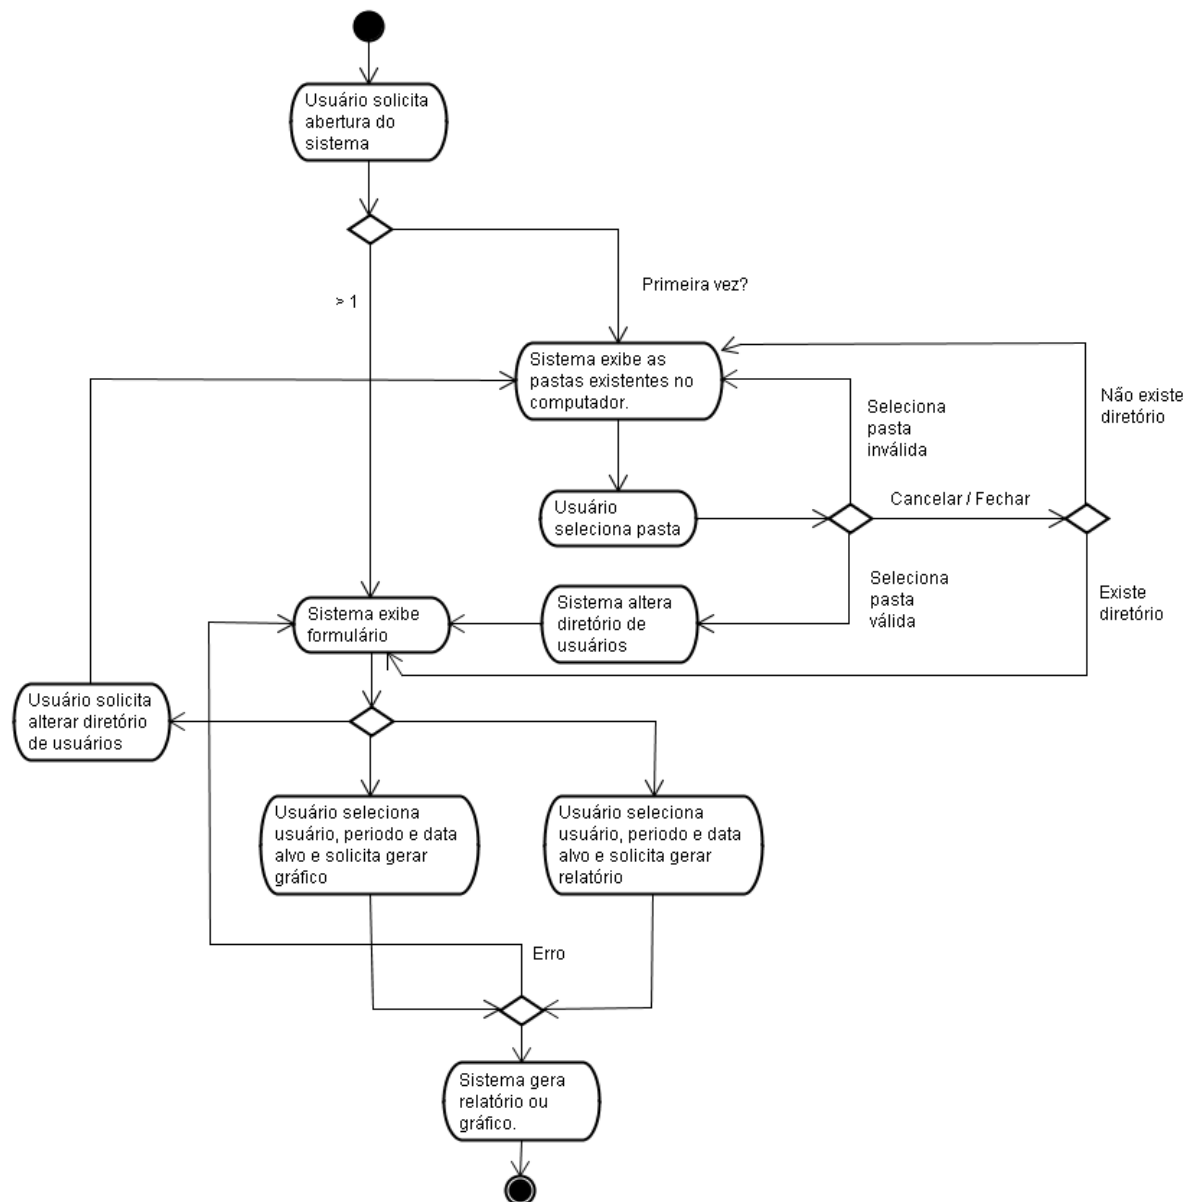 Usuário solicita
abertura do
sistema
Primeira vez?
> 1
Sistema exibe as
pastas existentes no
computador.
Seleciona
pasta
inválida
Não existe
diretório
Usuário
seleciona pasta
Cancelar / Fechar
Seleciona
pasta
válida
Existe
diretório
Sistema altera
diretório de
usuários
Sistema exibe
formulário
Usuário solicita
alterar diretório
de usuários
Usuário seleciona
usuário, periodo e data
alvo e solicita gerar
gráfico
Usuário seleciona
usuário, periodo e data
alvo e solicita gerar
relatório
Erro
Sistema gera
relatório ou
gráfico.